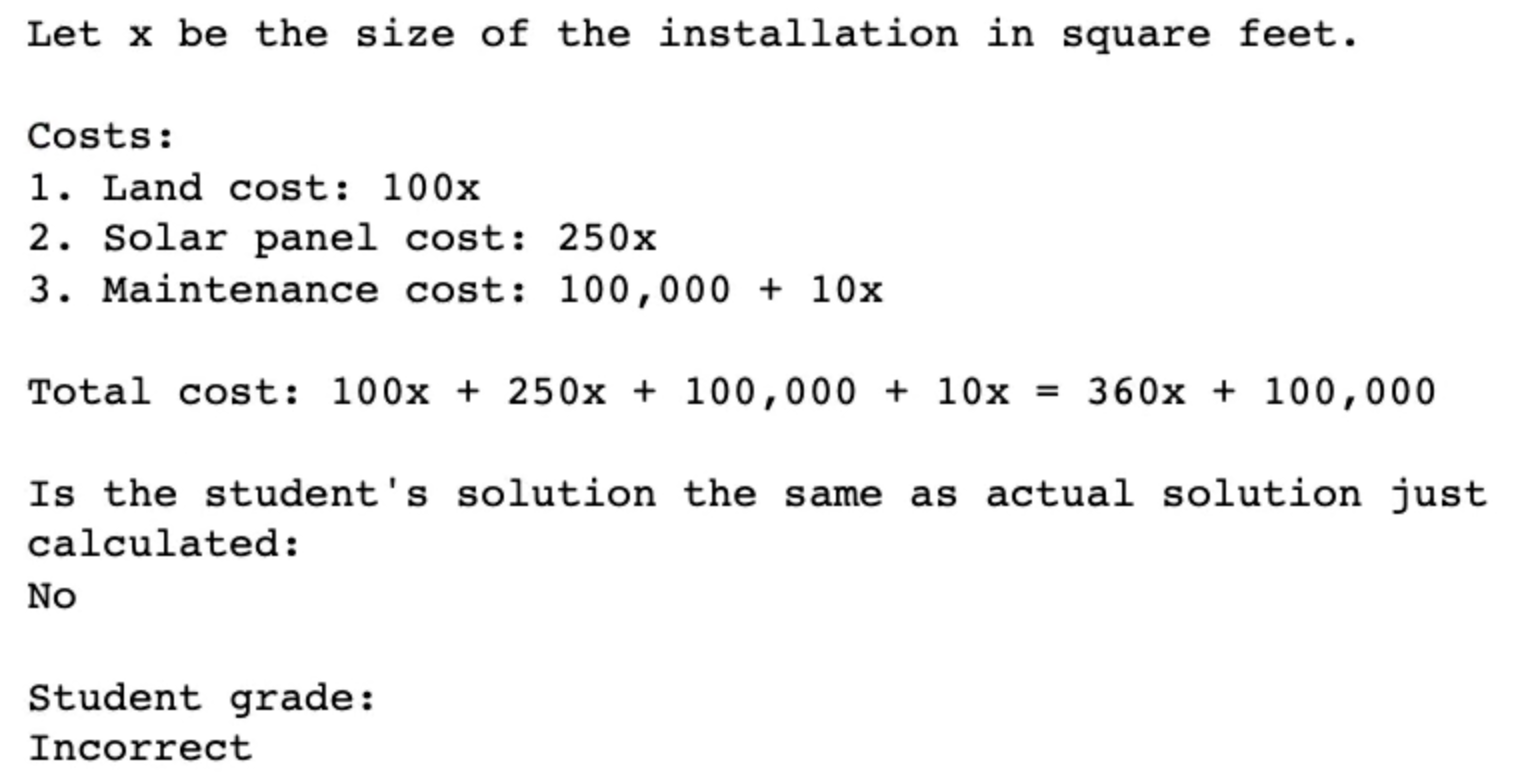 Let x be the size of the installation in square feet.
Costs:
1. Land cost: 100x
2. Solar panel cost: 250x
3. Maintenance cost: 100,000 + 10x
Total cost: 100x + 250x + 100,000 + 10x = 360x + 100,000
Is the student's solution the same as actual solution just
calculated:
No
Student grade:
Incorrect